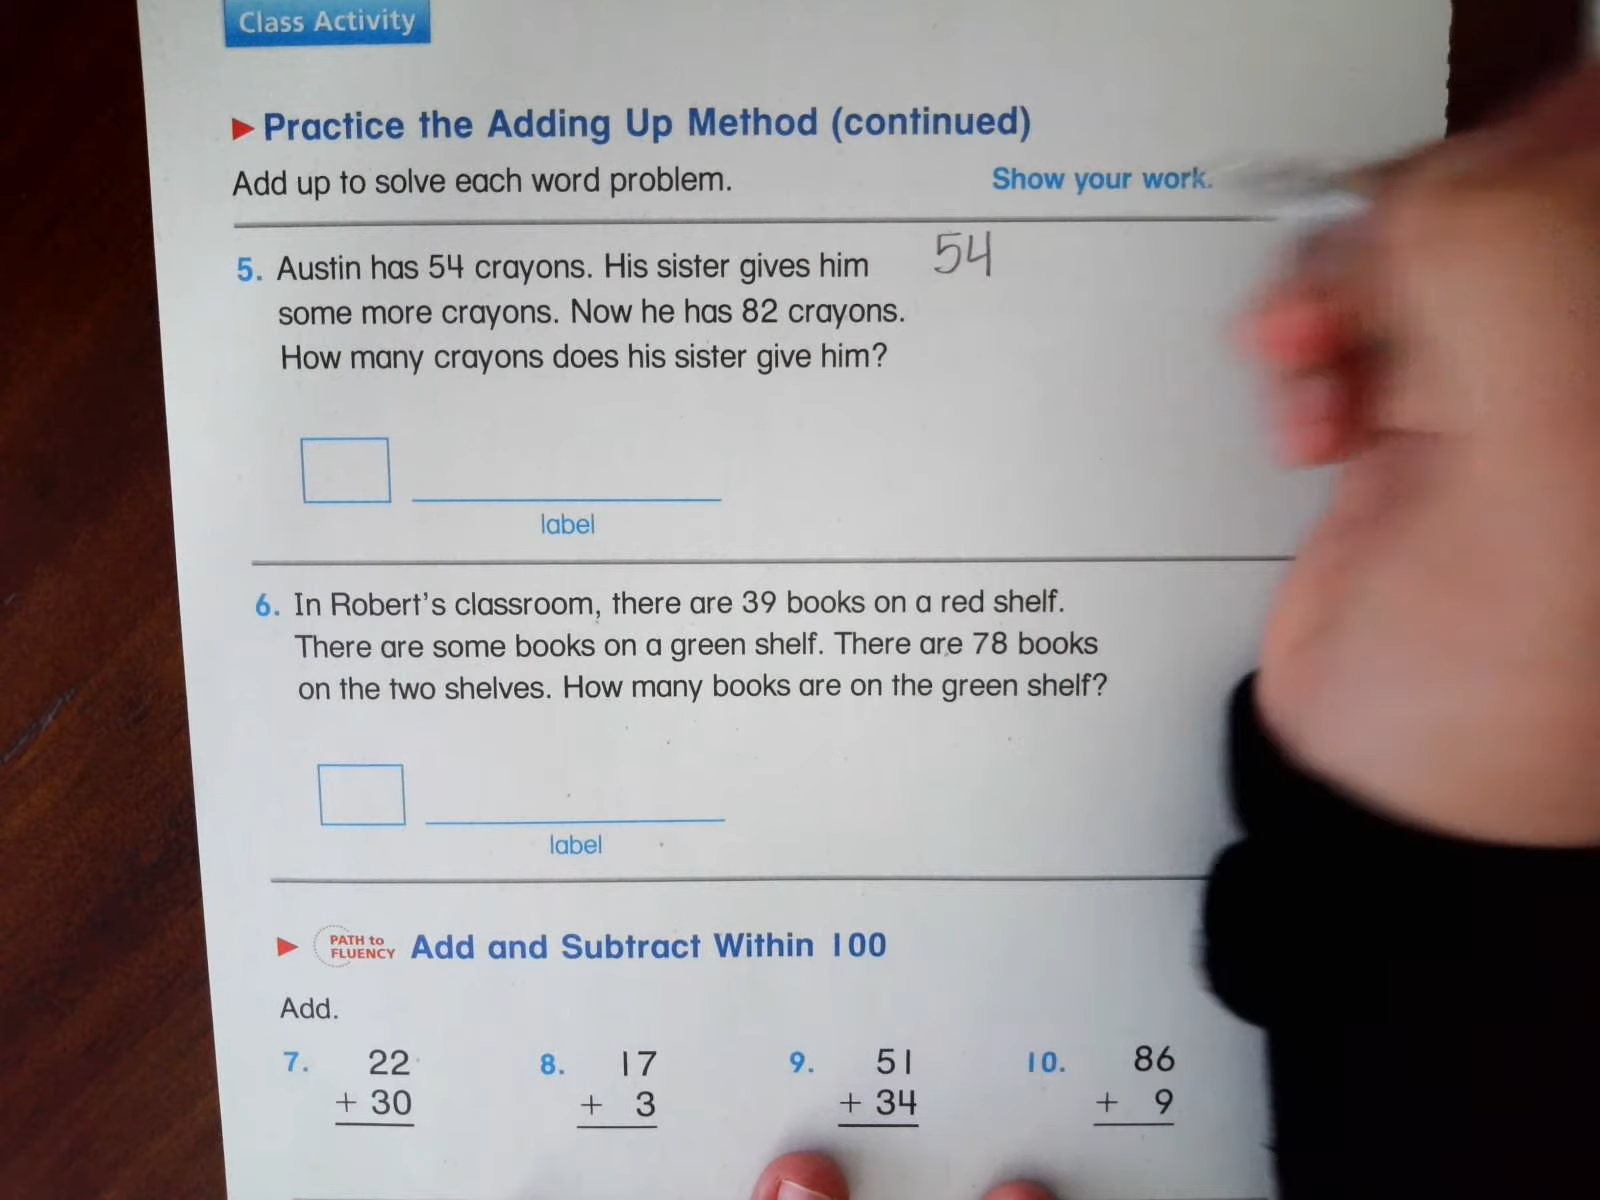 Class Activity
Practice the Adding Up Method (continued)
Add up to solve each word problem.
Show your work.
5. Austin has 54 crayons. His sister gives him
some more crayons. Now he has 82 crayons.
How many crayons does his sister give him?
54
label
6. In Robert's classroom, there are 39 books on a red shelf.
There are some books on a green shelf. There are 78 books
on the two shelves. How many books are on the green shelf?
label
PATH to
FLUENCY
Add and Subtract Within 100
Add.
7. 22
+ 30
8. 17
+ 3
9. 51
+ 34
10. 86
+ 9